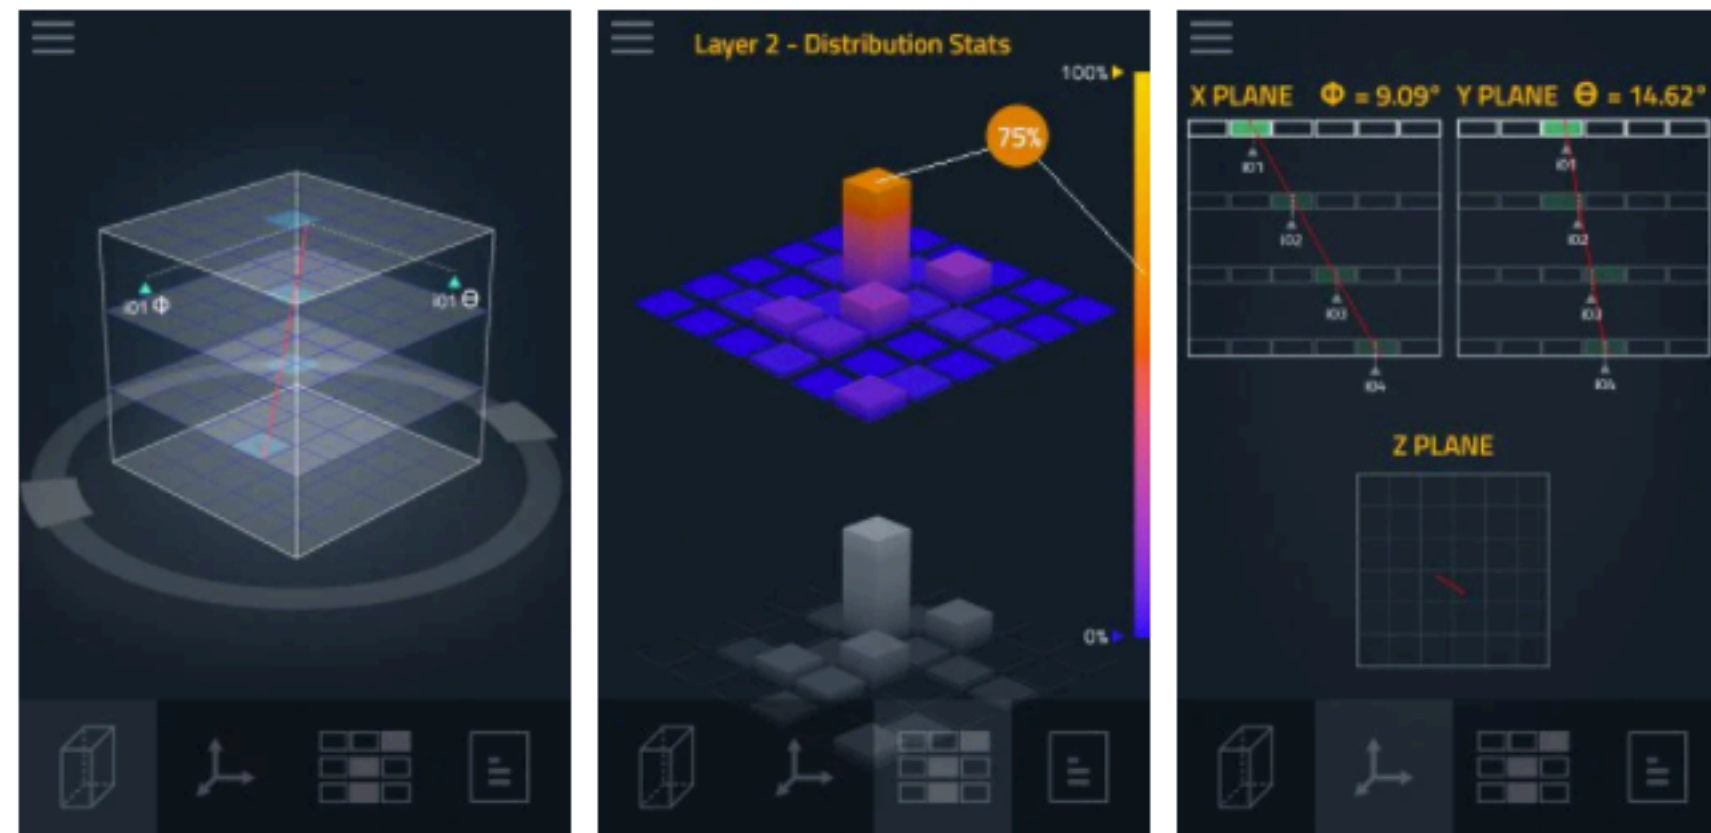 i01 Φ
i01 Θ
Layer 2 - Distribution Stats
100%
75%
0%
X PLANE Φ = 9.09°
i01
i02
i03
i04
Y PLANE Θ = 14.62°
i01
i02
i03
i04
Z PLANE